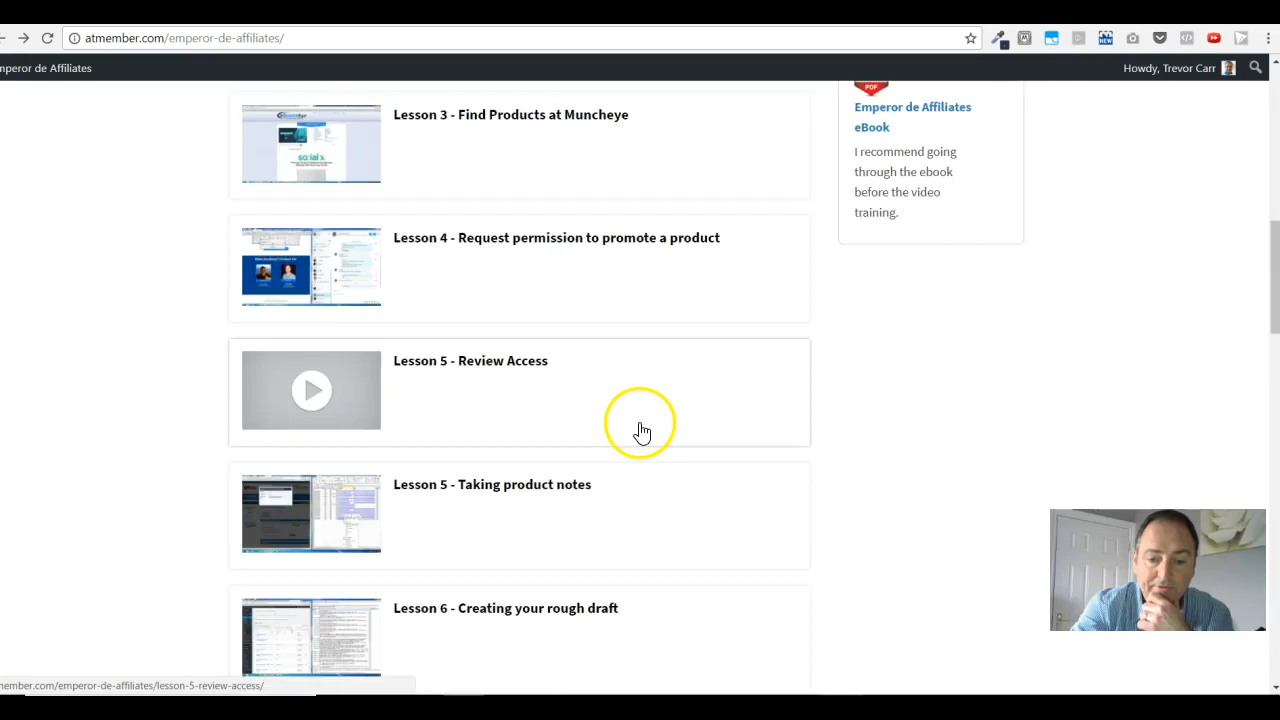 atmember.com/emperor-de-affiliates/
NEW
mperor de Affiliates
Howdy, Trevor Carr
Lesson 3 - Find Products at Muncheye
PDF
Emperor de Affiliates
eBook
I recommend going
through the ebook
before the video
training.
Lesson 4 - Request permission to promote a product
Lesson 5 - Review Access
Lesson 5 - Taking product notes
Lesson 6 - Creating your rough draft
member.com/emperor-de-affiliates/lesson-5-review-access/